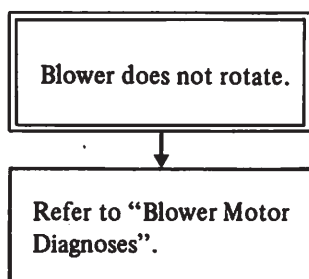 Blower does not rotate.
Refer to “Blower Motor
Diagnoses”.